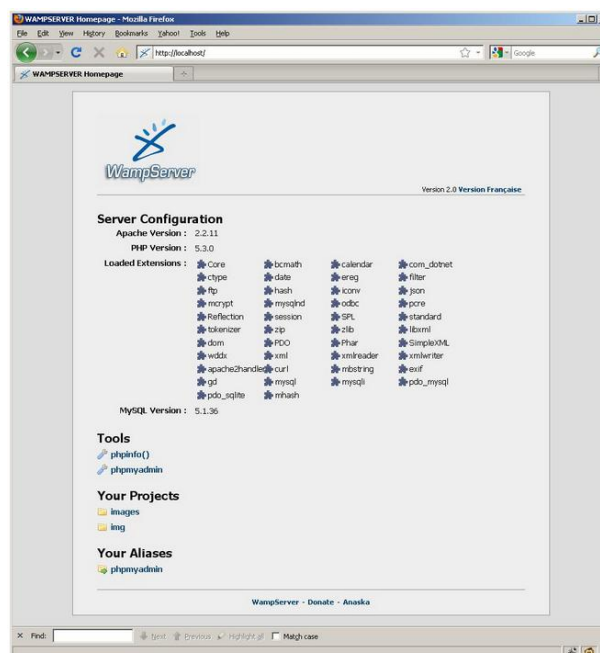 WAMPSERVER Homepage - Mozilla Firefox
File Edit View History Bookmarks Yahoo! Tools Help
http://localhost/ Google
WAMPSERVER Homepage
WampServer
Version 2.0 Version Française
Server Configuration
Apache Version : 2.2.11
PHP Version : 5.3.0
Loaded Extensions : Core bcmath calendar com_dotnet
ctype date ereg filter
ftp hash iconv json
mcrypt mysqlnd odbc pcre
Reflection session SPL standard
tokenizer zip zlib libxml
dom PDO Phar SimpleXML
wddx xml xmlreader xmlwriter
apache2handler curl mbstring exif
gd mysql mysqli pdo_mysql
pdo_sqlite mhash
MySQL Version : 5.1.36
Tools
phpinfo()
phpmyadmin
Your Projects
images
img
Your Aliases
phpmyadmin
WampServer - Donate - Anaska
Find: Next Previous Highlight all Match case